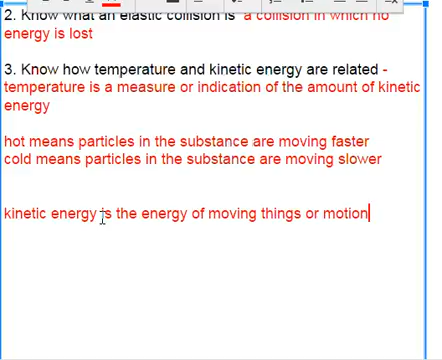 2. Know what an elastic collision is "a collision in which no
energy is lost
3. Know how temperature and kinetic energy are related -
temperature is a measure or indication of the amount of kinetic
energy
hot means particles in the substance are moving faster
cold means particles in the substance are moving slower
kinetic energy is the energy of moving things or motion